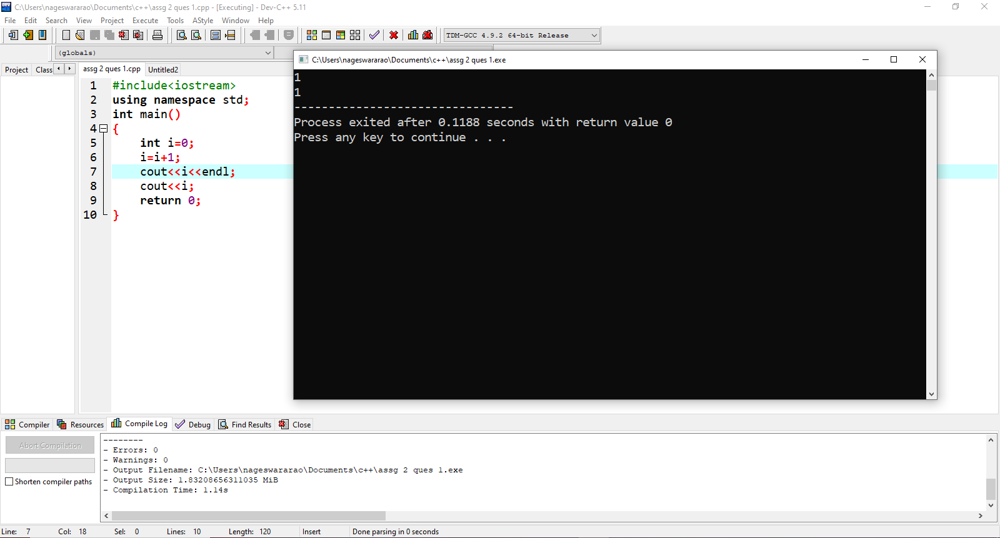 C:\Users\nageswararao\Documents\c++\assg 2 ques 1.cpp - [Executing] - Dev-C++ 5.11
File Edit Search View Project Execute Tools AStyle Window Help
TDM-GCC 4.9.2 64-bit Release
(globals)
Project Class assg 2 ques 1.cpp Untitled2
1 #include<iostream>
2 using namespace std;
3 int main()
4 {
5 int i=0;
6 i=i+1;
7 cout<<i<<endl;
8 cout<<i;
9 return 0;
10 }
C:\Users\nageswararao\Documents\c++\assg 2 ques 1.exe
1
1
--------------------------------
Process exited after 0.1188 seconds with return value 0
Press any key to continue . . .
Compiler Resources Compile Log Debug Find Results Close
Abort Compilation
Shorten compiler paths
--------
- Errors: 0
- Warnings: 0
- Output Filename: C:\Users\nageswararao\Documents\c++\assg 2 ques 1.exe
- Output Size: 1.83208656311035 MiB
- Compilation Time: 1.14s
Line: 7 Col: 18 Sel: 0 Lines: 10 Length: 120 Insert Done parsing in 0 seconds